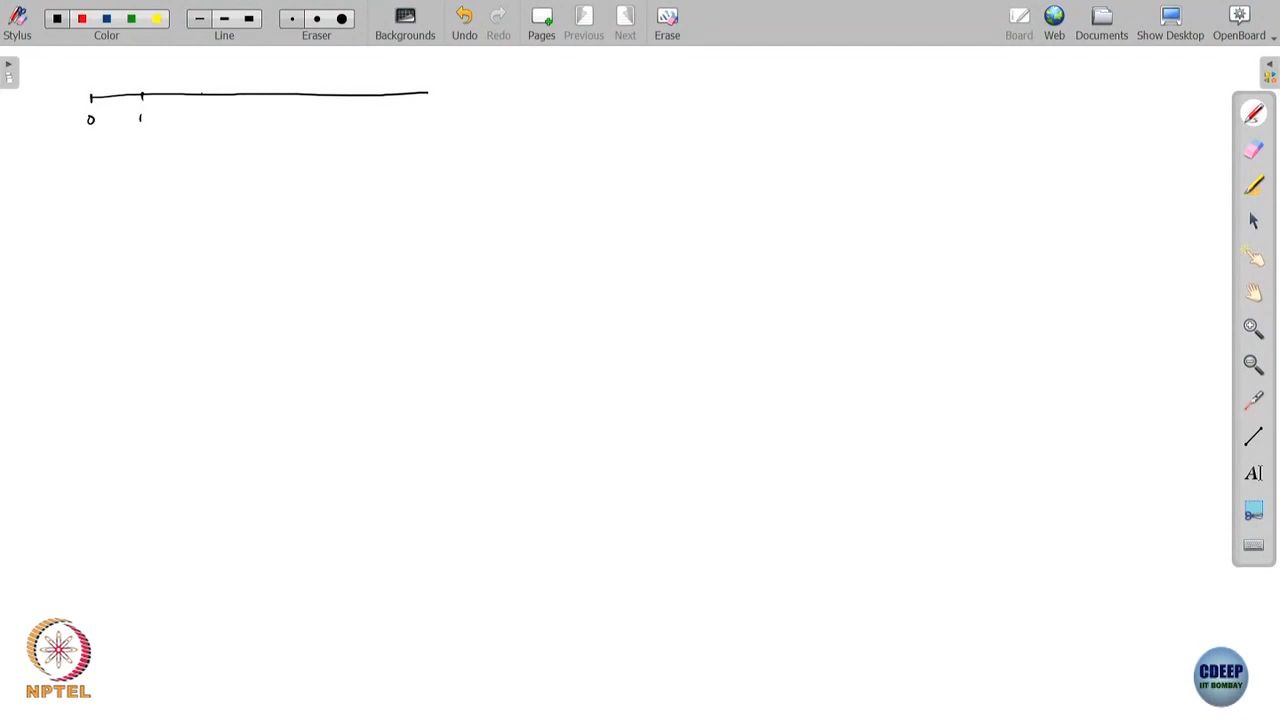 Stylus Color Line Eraser Backgrounds Undo Redo Pages Previous Next Erase Board Web Documents Show Desktop OpenBoard
0 1
A
NPTEL
CDEEP
IIT BOMBAY